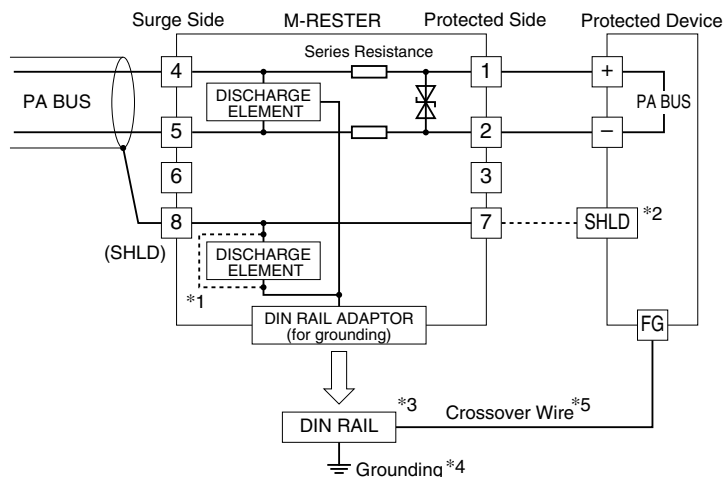 Surge Side M-RESTER Protected Side Protected Device
Series Resistance
4 1 +
PA BUS DISCHARGE ELEMENT PA BUS
5 2 –
6 3
8 7 SHLD *2
(SHLD)
DISCHARGE ELEMENT
*1
DIN RAIL ADAPTOR
(for grounding)
FG
*3
DIN RAIL Crossover Wire*5
Grounding*4